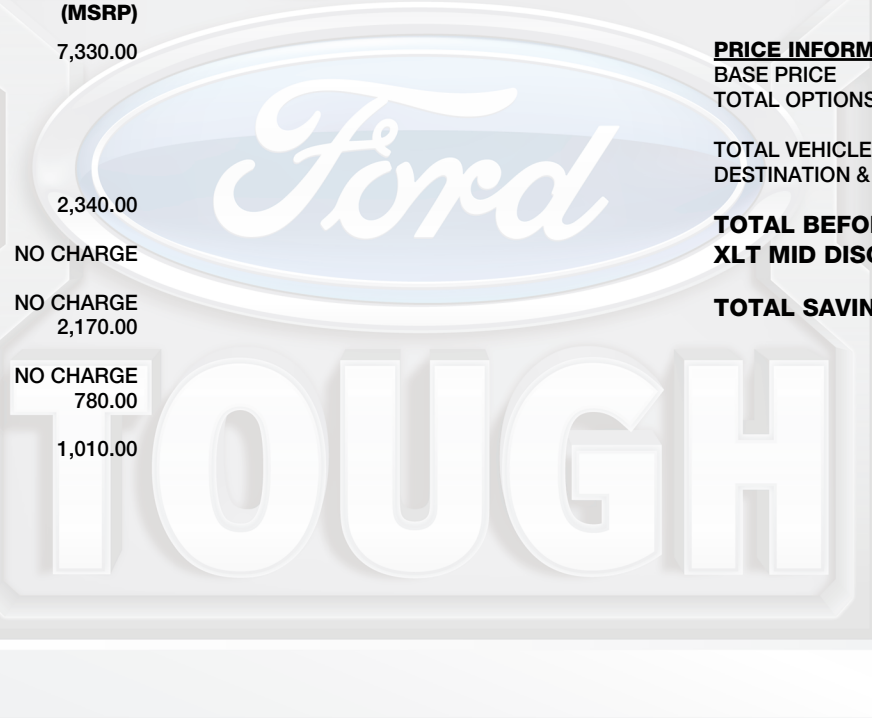 (MSRP)
7,330.00
2,340.00
NO CHARGE
NO CHARGE
2,170.00
NO CHARGE
780.00
1,010.00
PRICE INFORM
BASE PRICE
TOTAL OPTIONS
TOTAL VEHICLE
DESTINATION &
TOTAL BEFO
XLT MID DISC
TOTAL SAVIN
Ford
TOUGH